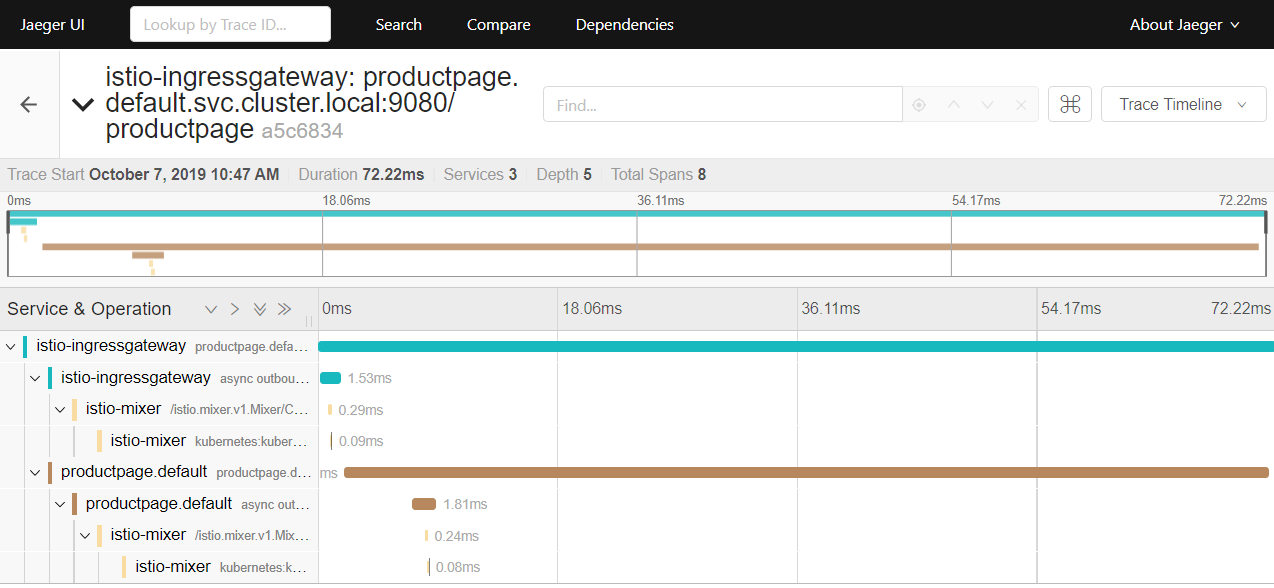 Jaeger UI Lookup by Trace ID... Search Compare Dependencies About Jaeger
istio-ingressgateway: productpage.
default.svc.cluster.local:9080/
productpage a5c6834
Find... ⌘ Trace Timeline
Trace Start October 7, 2019 10:47 AM Duration 72.22ms Services 3 Depth 5 Total Spans 8
0ms 18.06ms 36.11ms 54.17ms 72.22ms
Service & Operation 0ms 18.06ms 36.11ms 54.17ms 72.22ms
istio-ingressgateway productpage.defa...
istio-ingressgateway async outbou... 1.53ms
istio-mixer /istio.mixer.v1.Mixer/C... 0.29ms
istio-mixer kubernetes:kuber... 0.09ms
productpage.default productpage.d... ms
productpage.default async out... 1.81ms
istio-mixer /istio.mixer.v1.Mix... 0.24ms
istio-mixer kubernetes:k... 0.08ms